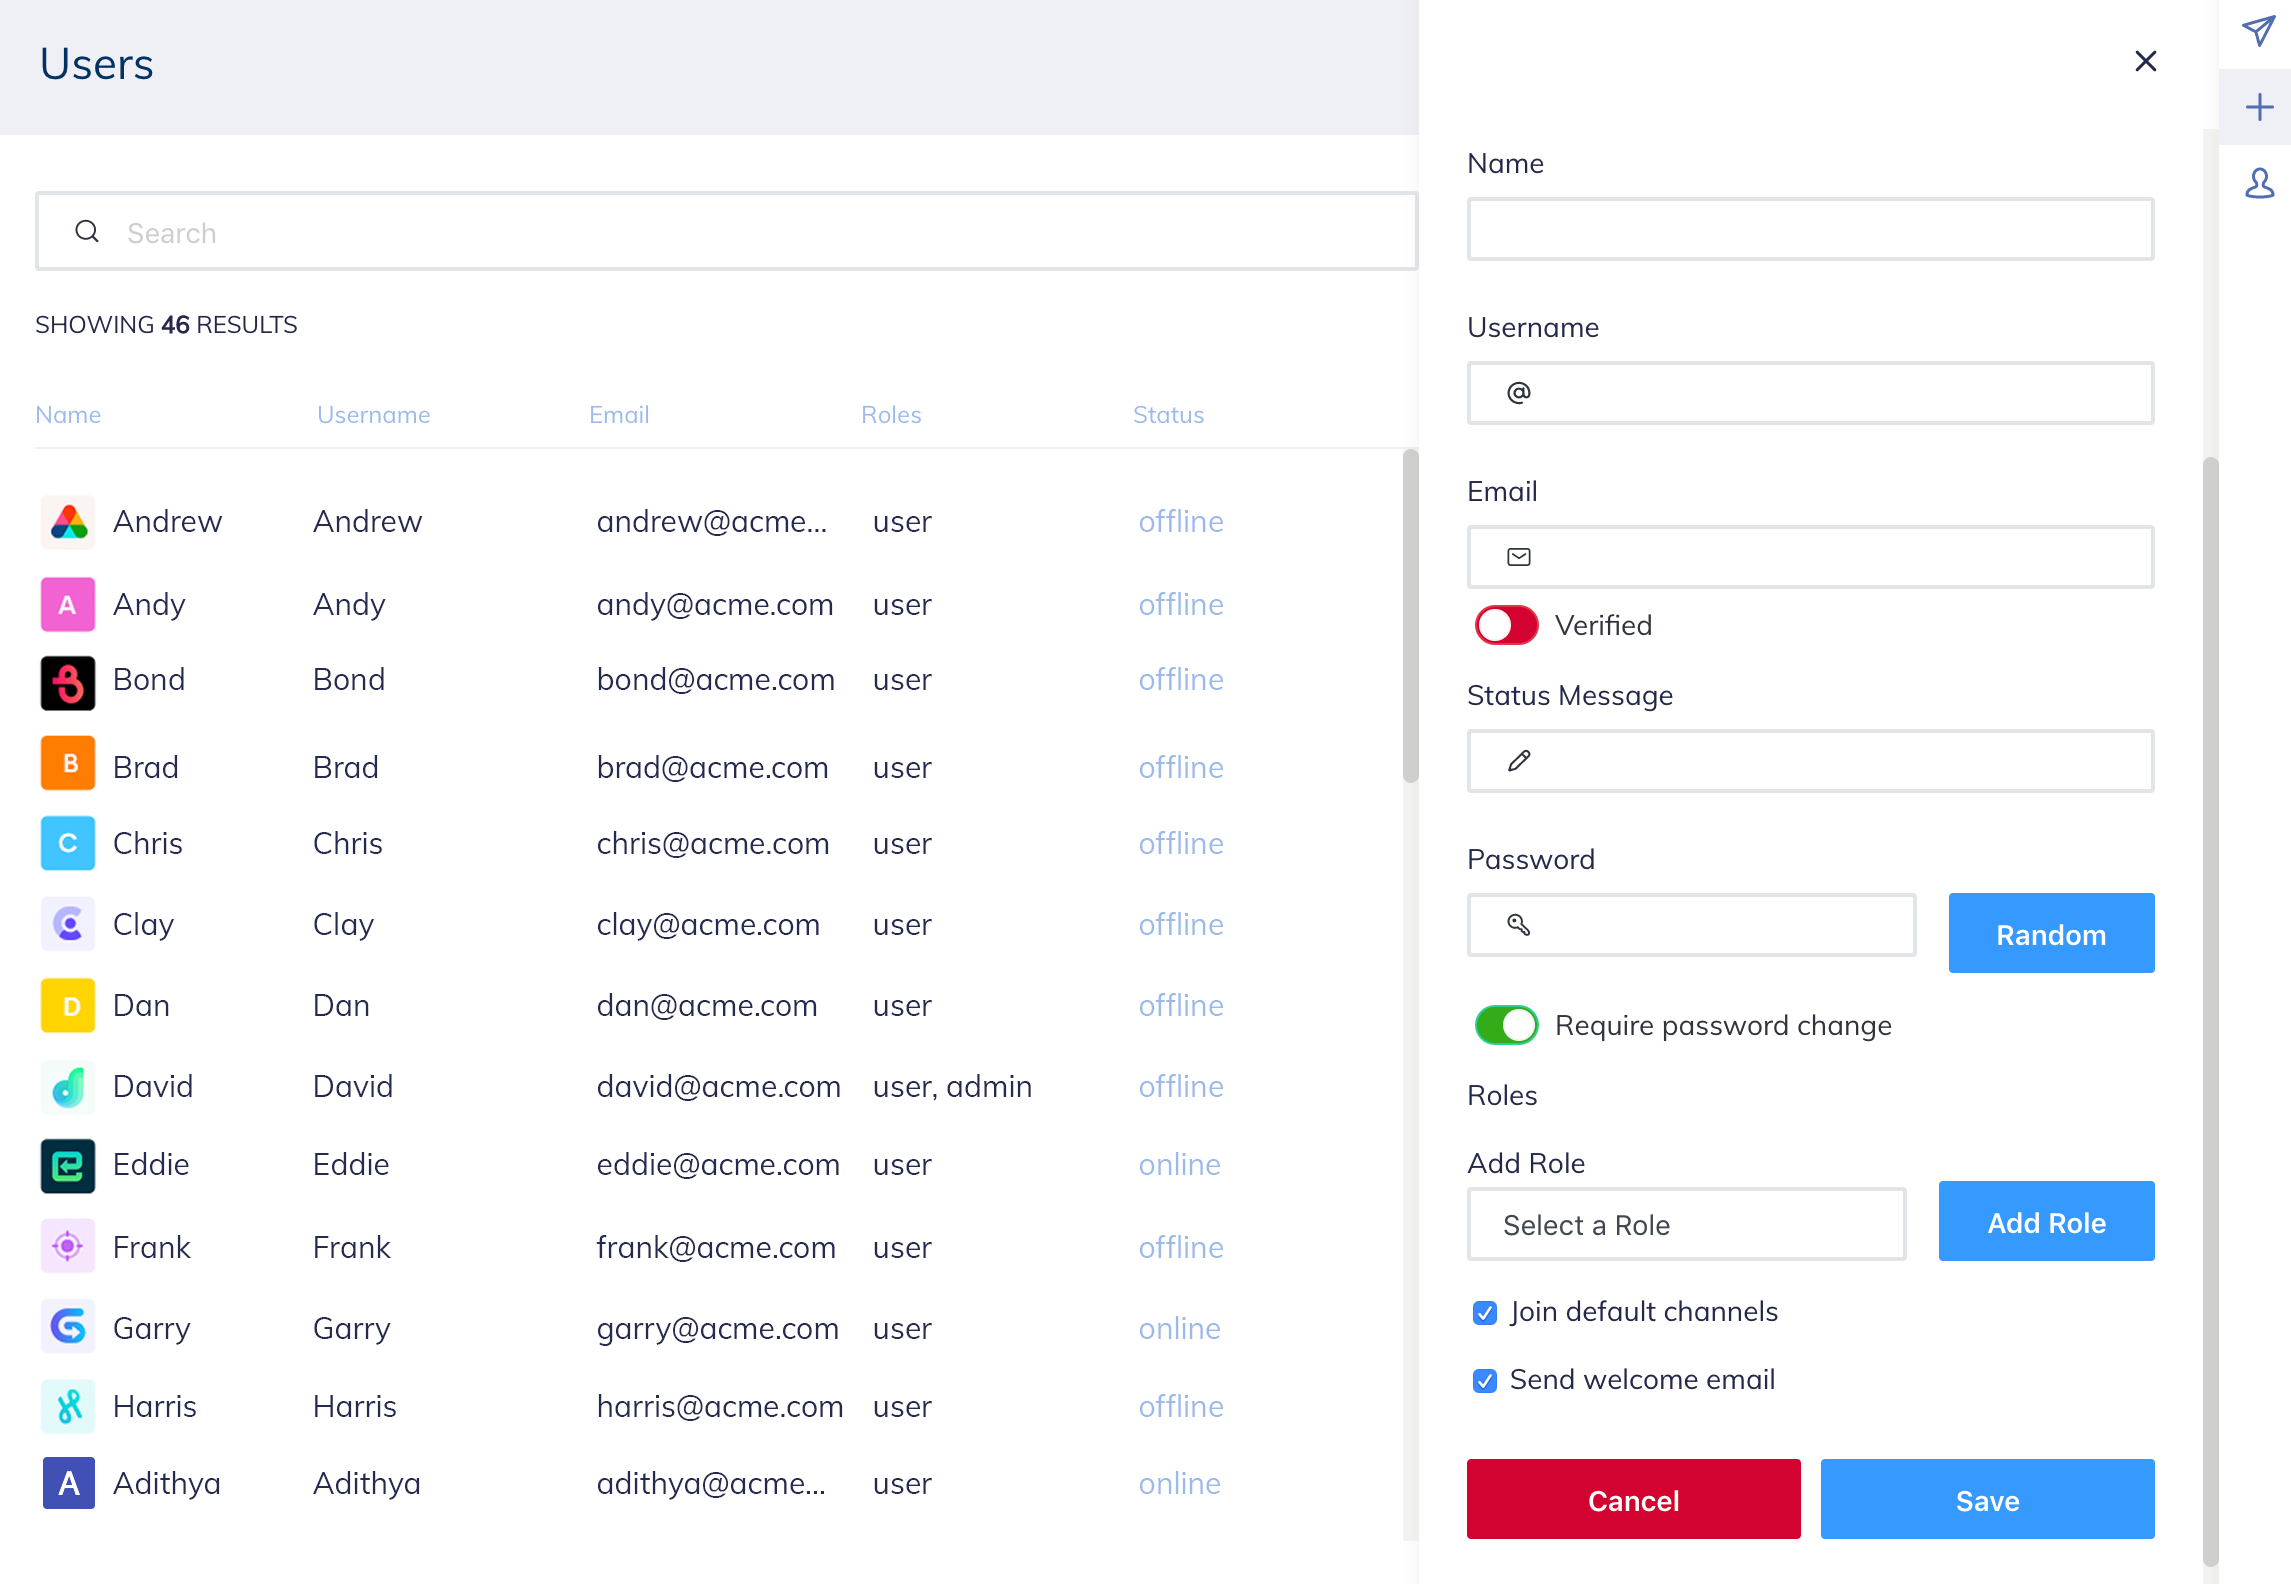 Users
Search
SHOWING 46 RESULTS
Name Username Email Roles Status
Andrew Andrew andrew@acme... user offline
A Andy Andy andy@acme.com user offline
Bond Bond bond@acme.com user offline
B Brad Brad brad@acme.com user offline
C Chris Chris chris@acme.com user offline
Clay Clay clay@acme.com user offline
D Dan Dan dan@acme.com user offline
David David david@acme.com user, admin offline
Eddie Eddie eddie@acme.com user online
Frank Frank frank@acme.com user offline
Garry Garry garry@acme.com user online
Harris Harris harris@acme.com user offline
A Adithya Adithya adithya@acme... user online
Name
Username
@
Email
Verified
Status Message
Password
Random
Require password change
Roles
Add Role
Select a Role Add Role
Join default channels
Send welcome email
Cancel Save